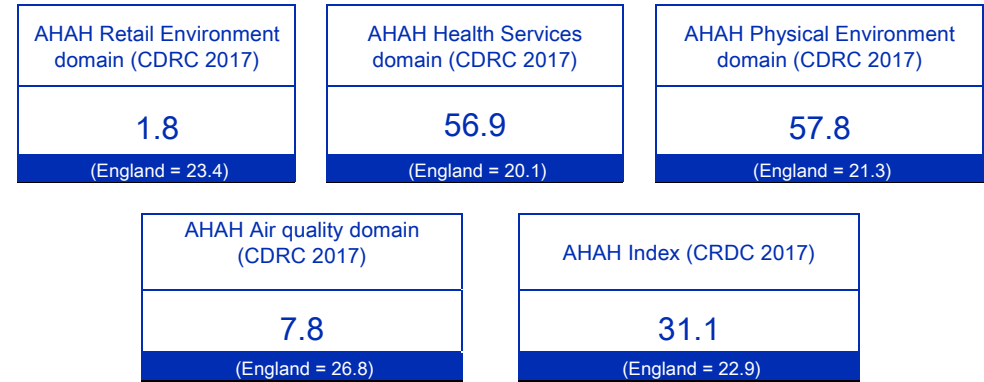 AHAH Retail Environment
domain (CDRC 2017)
1.8
(England = 23.4)
AHAH Health Services
domain (CDRC 2017)
56.9
(England = 20.1)
AHAH Physical Environment
domain (CDRC 2017)
57.8
(England = 21.3)
AHAH Air quality domain
(CDRC 2017)
7.8
(England = 26.8)
AHAH Index (CRDC 2017)
31.1
(England = 22.9)